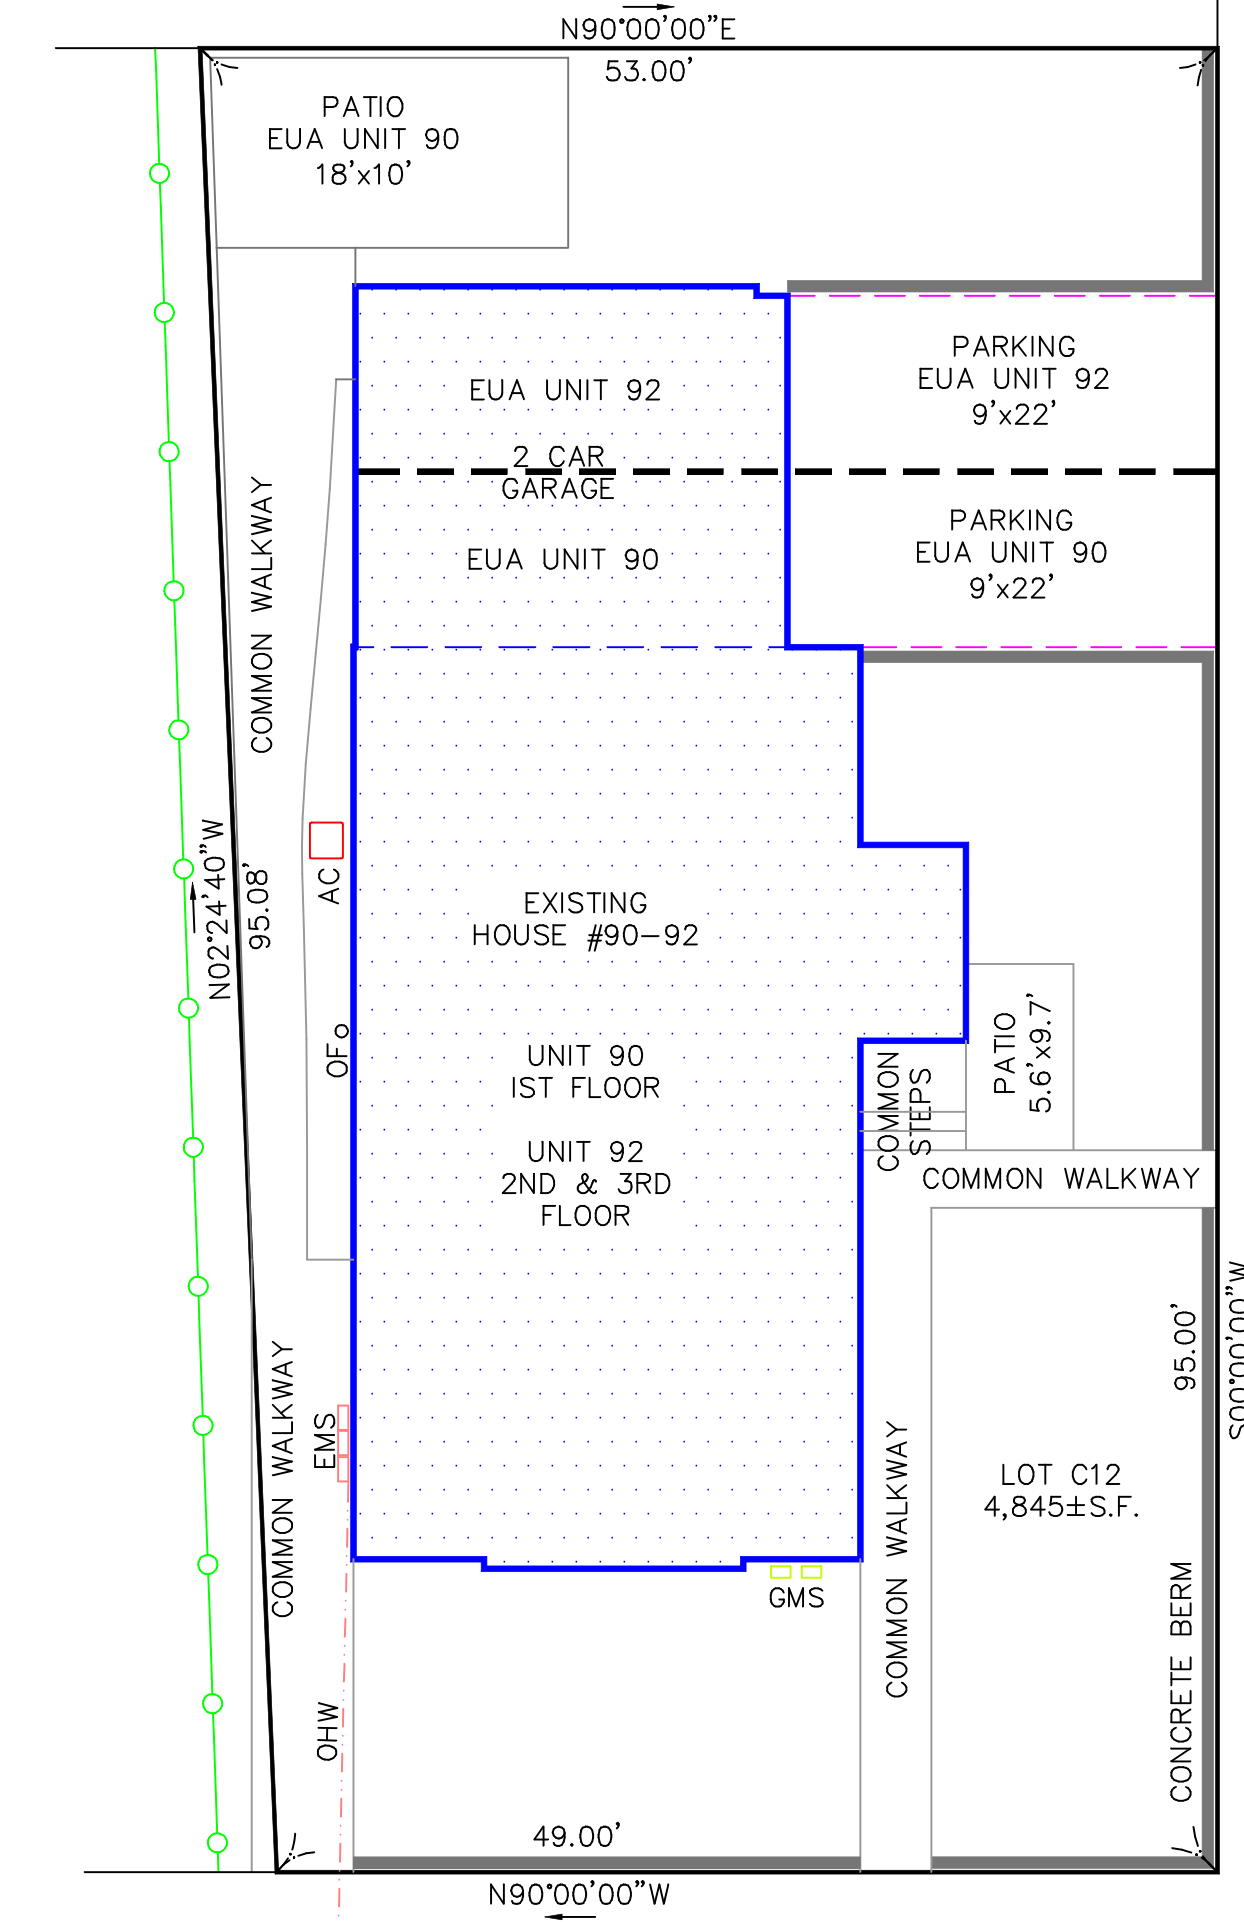 N90°00'00"E
53.00'
PATIO
EUA UNIT 90
18'x10'
EUA UNIT 92
2 CAR
GARAGE
EUA UNIT 90
PARKING
EUA UNIT 92
9'x22'
PARKING
EUA UNIT 90
9'x22'
COMMON WALKWAY
N02°24'40"W
95.08'
AC
OF
EXISTING
HOUSE #90-92
UNIT 90
IST FLOOR
UNIT 92
2ND & 3RD
FLOOR
PATIO
5.6'x9.7'
COMMON
STEPS
COMMON WALKWAY
COMMON WALKWAY
EMS
OHW
GMS
COMMON WALKWAY
LOT C12
4,845±S.F.
95.00'
S00°00'00"W
CONCRETE BERM
49.00'
N90°00'00"W